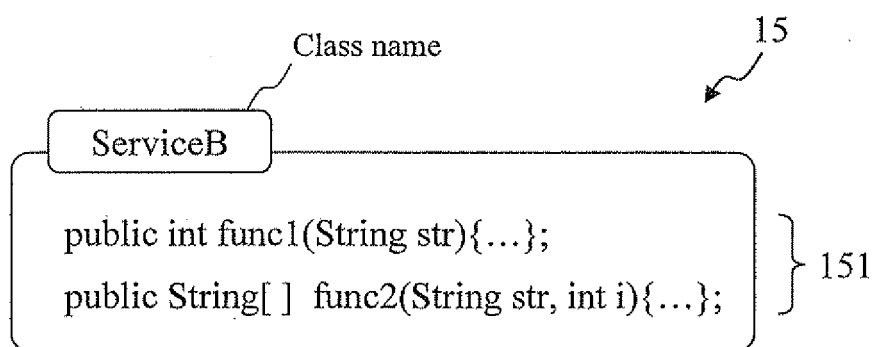 15
Class name
ServiceB
public int func1(String str){...};
public String[ ] func2(String str, int i){...};
151